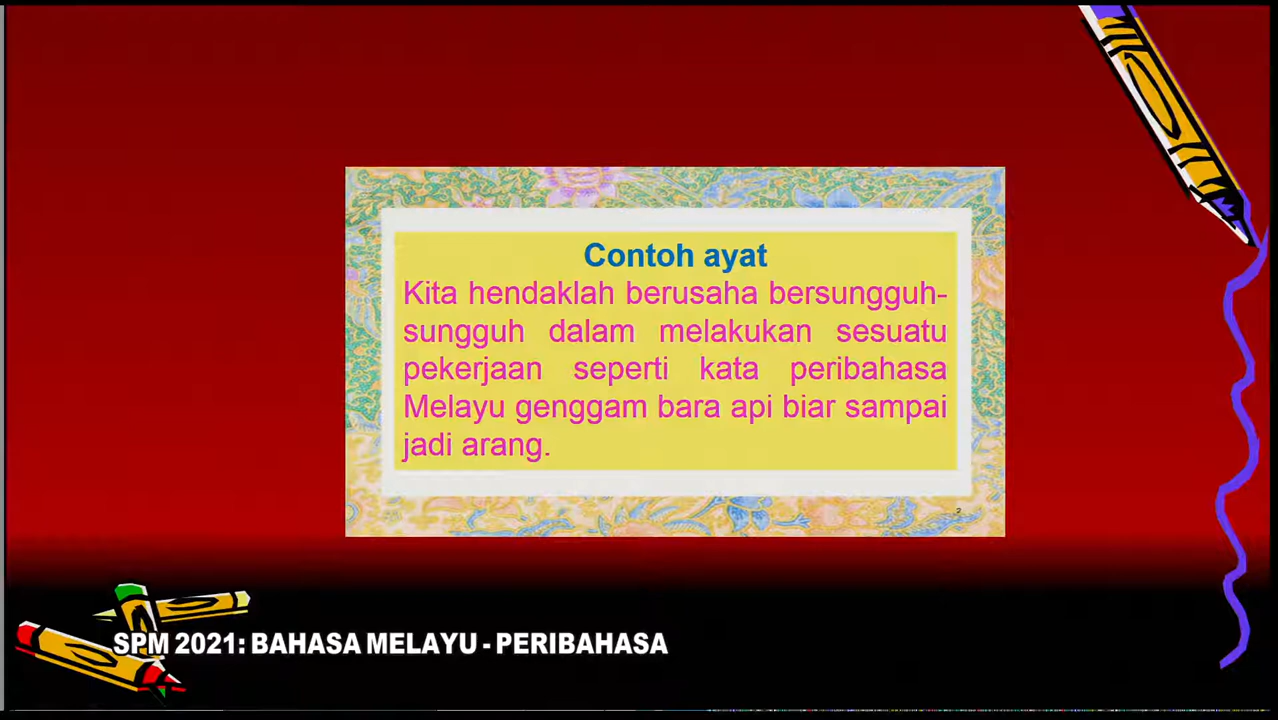 Contoh ayat
Kita hendaklah berusaha bersungguh-
sungguh dalam melakukan sesuatu
pekerjaan seperti kata peribahasa
Melayu genggam bara api biar sampai
jadi arang.
2
SPM 2021: BAHASA MELAYU - PERIBAHASA